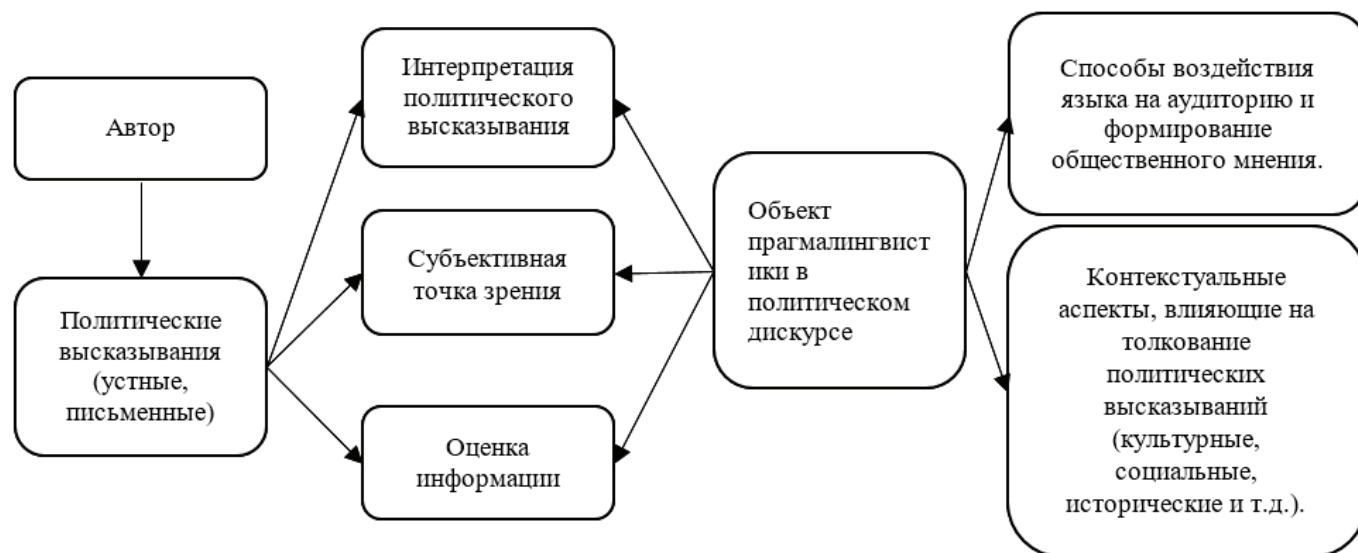 Автор
Политические
высказывания
(устные,
письменные)
Интерпретация
политического
высказывания
Субъективная
точка зрения
Оценка
информации
Объект
прагмалингвист
ики в
политическом
дискурсе
Способы воздействия
языка на аудиторию и
формирование
общественного мнения.
Контекстуальные
аспекты, влияющие на
толкование
политических
высказываний
(культурные,
социальные,
исторические и т.д.).